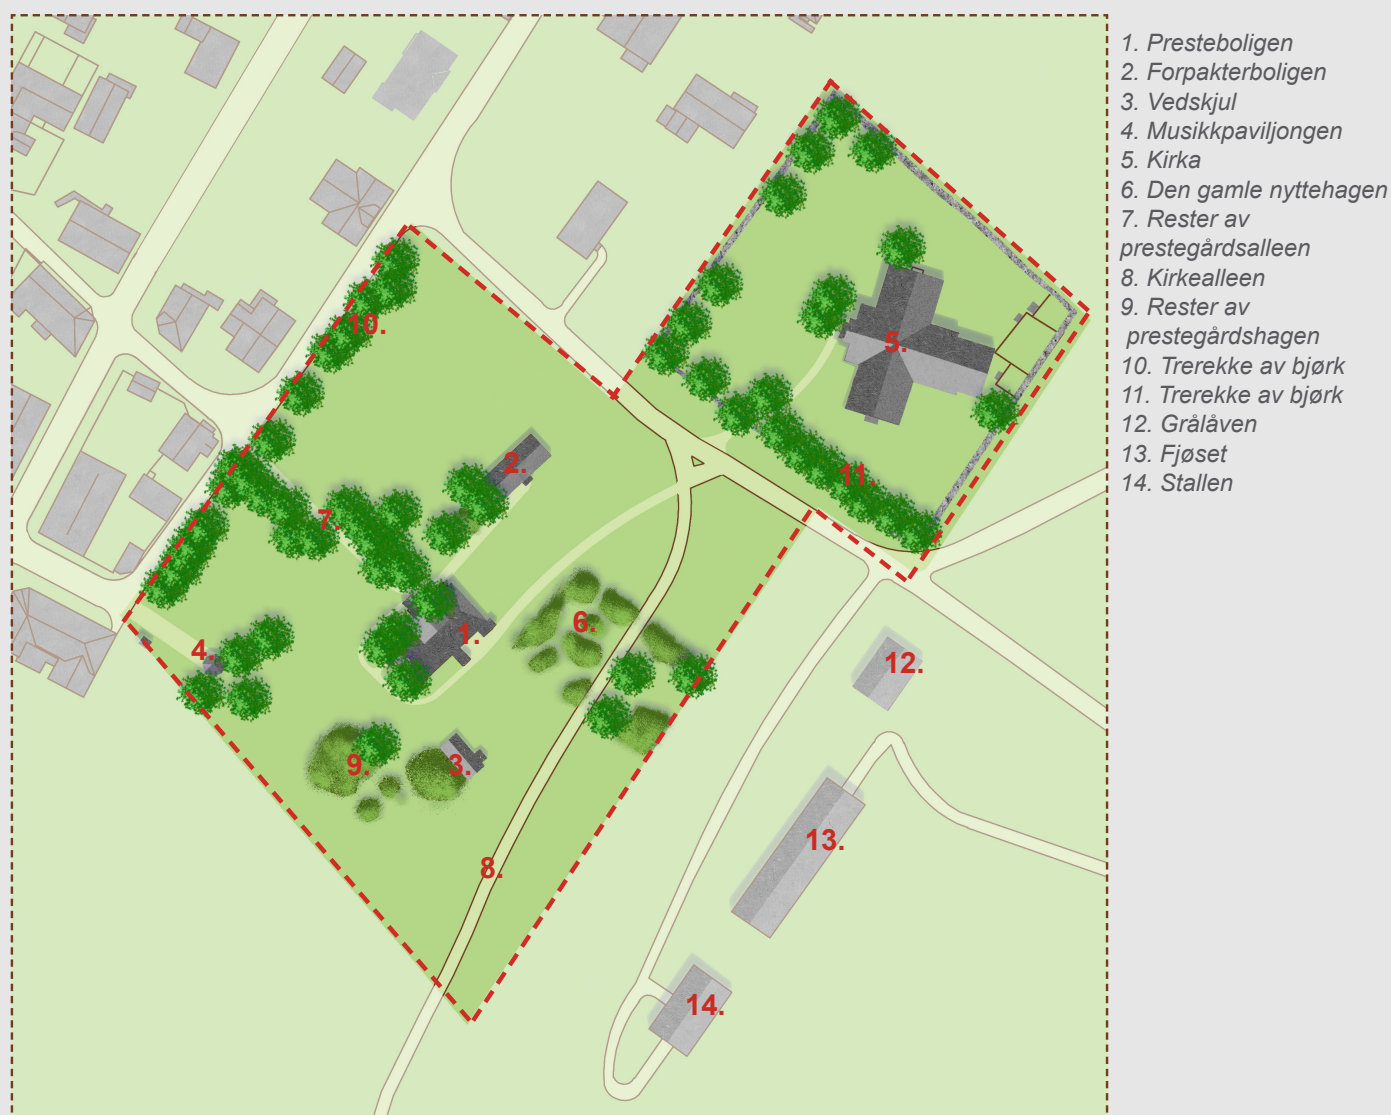 1. Presteboligen
2. Forpakterboligen
3. Vedskjul
4. Musikkpaviljongen
5. Kirka
6. Den gamle nyttehagen
7. Rester av
prestegårdsalleen
8. Kirkealleen
9. Rester av
prestegårdshagen
10. Trerekke av bjørk
11. Trerekke av bjørk
12. Grålåven
13. Fjøset
14. Stallen
10.
5.
2.
11.
7.
6.
1.
4.
12.
9.
3.
13.
8.
14.